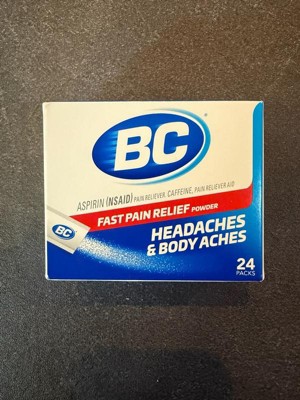 BC
ASPIRIN (NSAID) PAIN RELIEVER, CAFFEINE, PAIN RELIEVER AID
FAST PAIN RELIEF POWDER
BC
HEADACHES
& BODY ACHES
24
PACKS